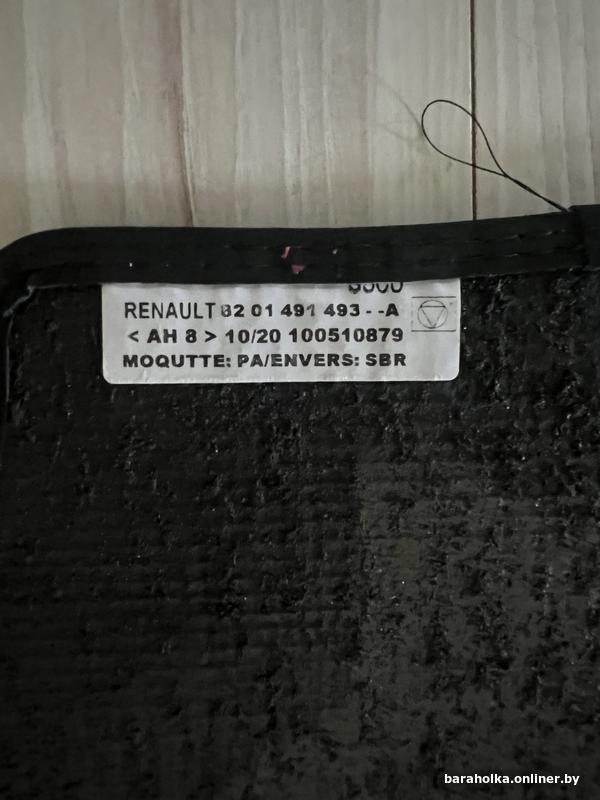 RENAULT 82 01 491 493 - -A
< AH 8 > 10/20 100510879
MOQUTTE: PA/ENVERS: SBR
baraholka.onliner.by